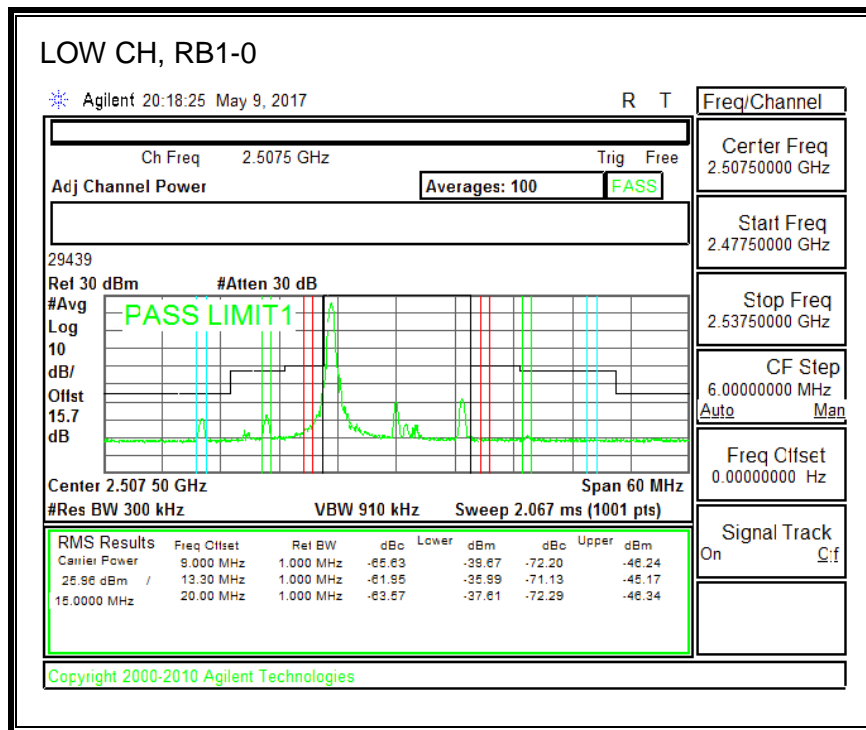 LOW CH, RB1-0
Agilent 20:18:25 May 9, 2017 R T
Freq/Channel
Ch Freq 2.5075 GHz Trig Free
Adj Channel Power Averages: 100 PASS
Center Freq
2.50750000 GHz
Start Freq
2.47750000 GHz
29439
Ref 30 dBm #Atten 30 dB
#Avg
Log
10
dB/
Offst
15.7
dB
PASS LIMIT1
Stop Freq
2.53750000 GHz
CF Step
6.00000000 MHz
Auto Man
Freq Offset
0.00000000 Hz
Center 2.507 50 GHz Span 60 MHz
#Res BW 300 kHz VBW 910 kHz Sweep 2.067 ms (1001 pts)
Signal Track
On Off
RMS Results Freq Offset Ref BW dBc Lower dBm dBc Upper dBm
Carrier Power 9.000 MHz 1.000 MHz -65.63 -39.67 -72.20 -46.24
25.96 dBm / 13.30 MHz 1.000 MHz -61.95 -35.99 -71.13 -45.17
15.0000 MHz 20.00 MHz 1.000 MHz -63.57 -37.61 -72.29 -46.34
Copyright 2000-2010 Agilent Technologies